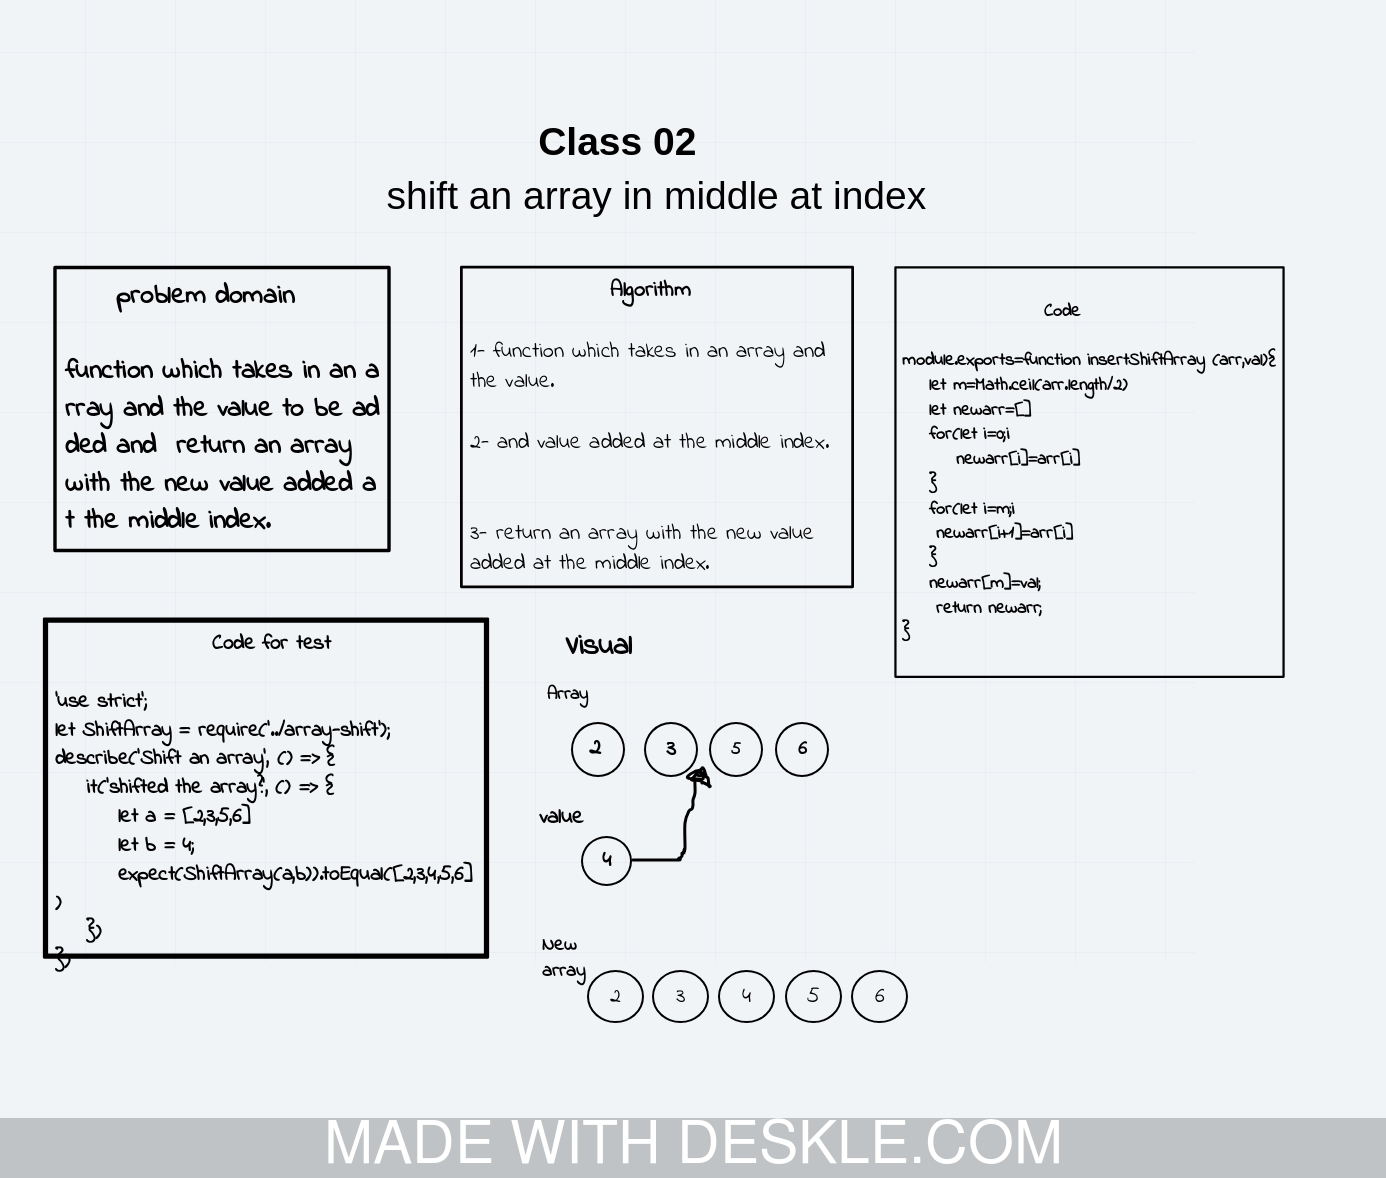 Class 02
shift an array in middle at index
problem domain
function which takes in an a
rray and the value to be ad
ded and  return an array
with the new value added a
t the middle index.
Algorithm
1- function which takes in an array and
the value.
2- and value added at the middle index.
3- return an array with the new value
added at the middle index.
Code
module.exports=function insertShiftArray (arr,val){
let m=Math.ceil(arr.length/2)
let newarr=[]
for(let i=0;i
newarr[i]=arr[i]
}
for(let i=m;i
newarr[i+1]=arr[i]
}
newarr[m]=val;
return newarr;
}
Code for test
'use strict';
let ShiftArray = require('../array-shift');
describe('Shift an array', () => {
it('shifted the array?', () => {
let a = [2,3,5,6]
let b = 4;
expect(ShiftArray(a,b)).toEqual([2,3,4,5,6]
)
})
})
Visual
Array
2 3 5 6
value
4
New
array
2 3 4 5 6
MADE WITH DESKLE.COM